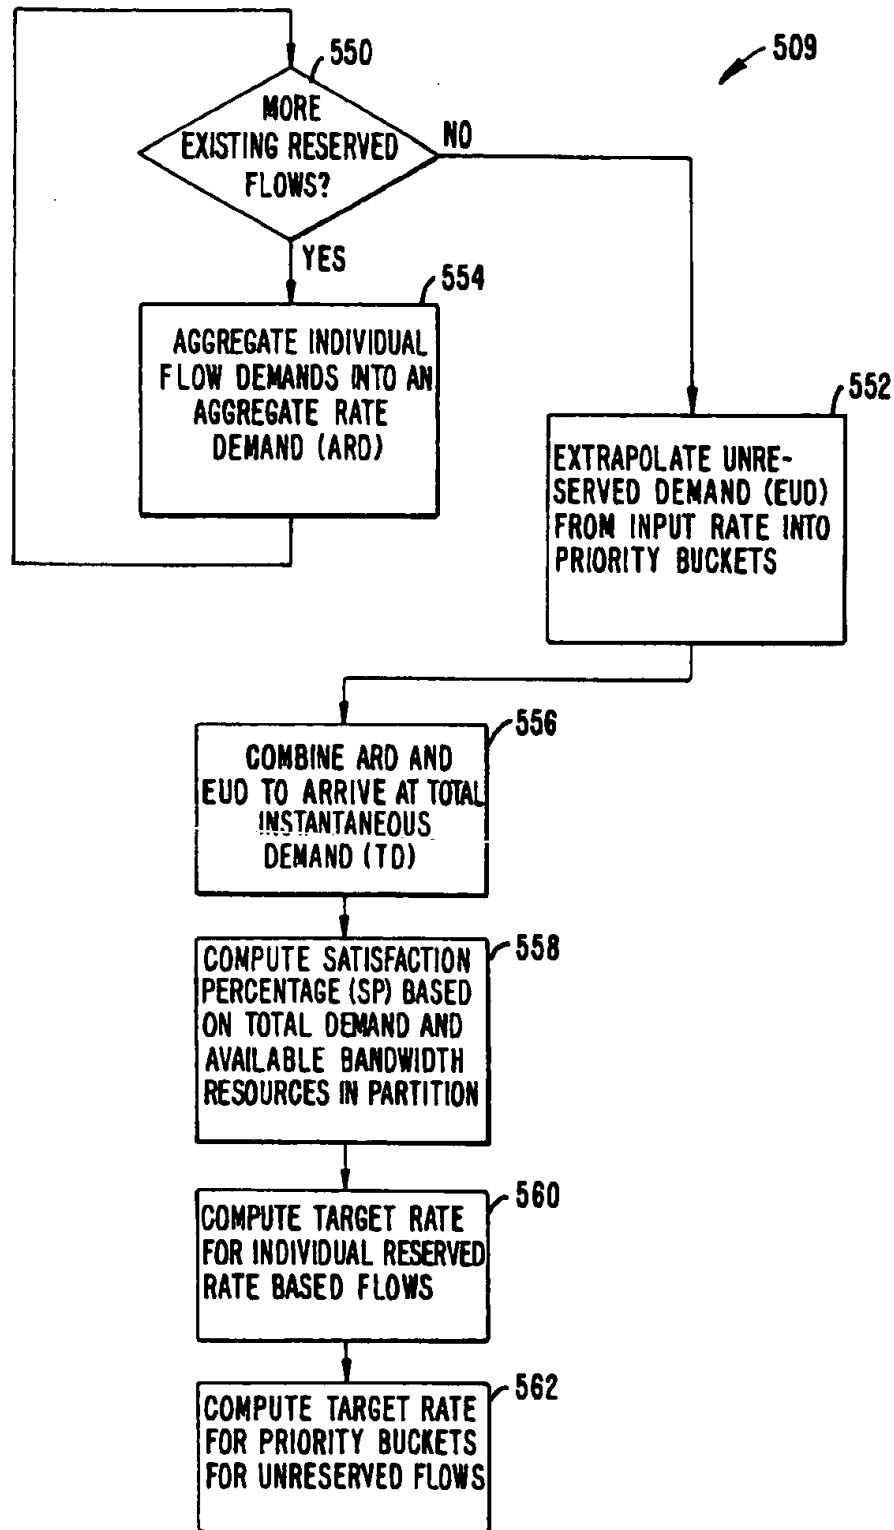 509
550
MORE
EXISTING RESERVED
FLOWS?
NO
YES
554
AGGREGATE INDIVIDUAL
FLOW DEMANDS INTO AN
AGGREGATE RATE
DEMAND (ARD)
552
EXTRAPOLATE UNRE-
SERVED DEMAND (EUD)
FROM INPUT RATE INTO
PRIORITY BUCKETS
556
COMBINE ARD AND
EUD TO ARRIVE AT TOTAL
INSTANTANEOUS
DEMAND (TD)
558
COMPUTE SATISFACTION
PERCENTAGE (SP) BASED
ON TOTAL DEMAND AND
AVAILABLE BANDWIDTH
RESOURCES IN PARTITION
560
COMPUTE TARGET RATE
FOR INDIVIDUAL RESERVED
RATE BASED FLOWS
562
COMPUTE TARGET RATE
FOR PRIORITY BUCKETS
FOR UNRESERVED FLOWS